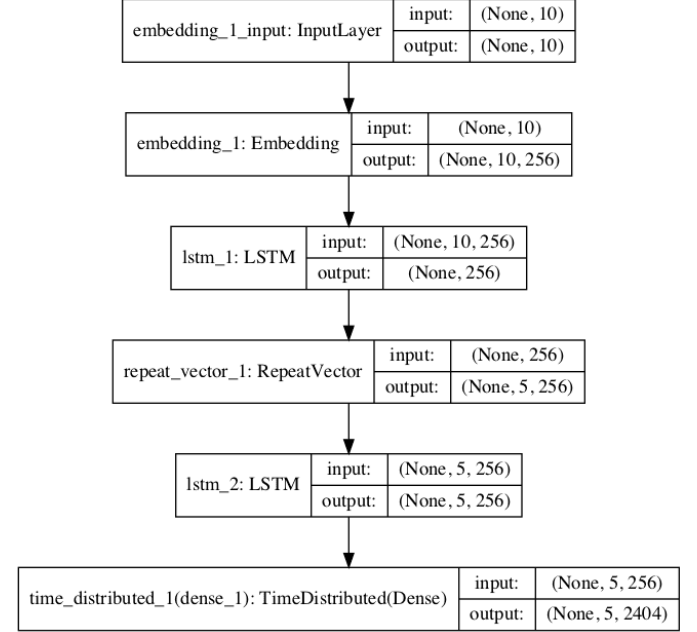 embedding_1_input: InputLayer
input: (None, 10)
output: (None, 10)
embedding_1: Embedding
input: (None, 10)
output: (None, 10, 256)
lstm_1: LSTM
input: (None, 10, 256)
output: (None, 256)
repeat_vector_1: RepeatVector
input: (None, 256)
output: (None, 5, 256)
lstm_2: LSTM
input: (None, 5, 256)
output: (None, 5, 256)
time_distributed_1(dense_1): TimeDistributed(Dense)
input: (None, 5, 256)
output: (None, 5, 2404)